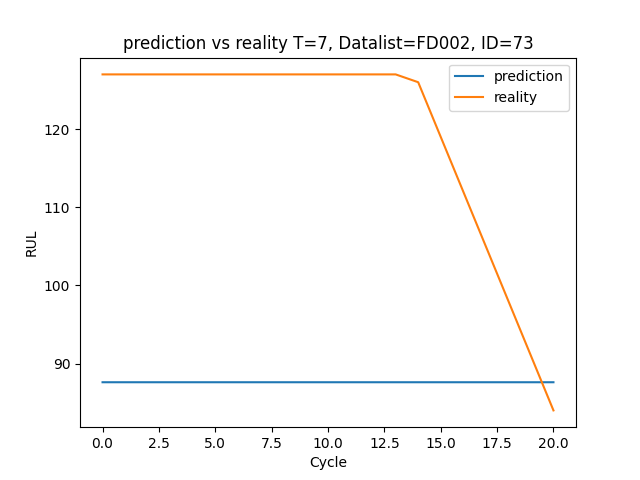 prediction vs reality T=7, Datalist=FD002, ID=73
prediction
reality
120
110
100
90
RUL
0.0 2.5 5.0 7.5 10.0 12.5 15.0 17.5 20.0
Cycle